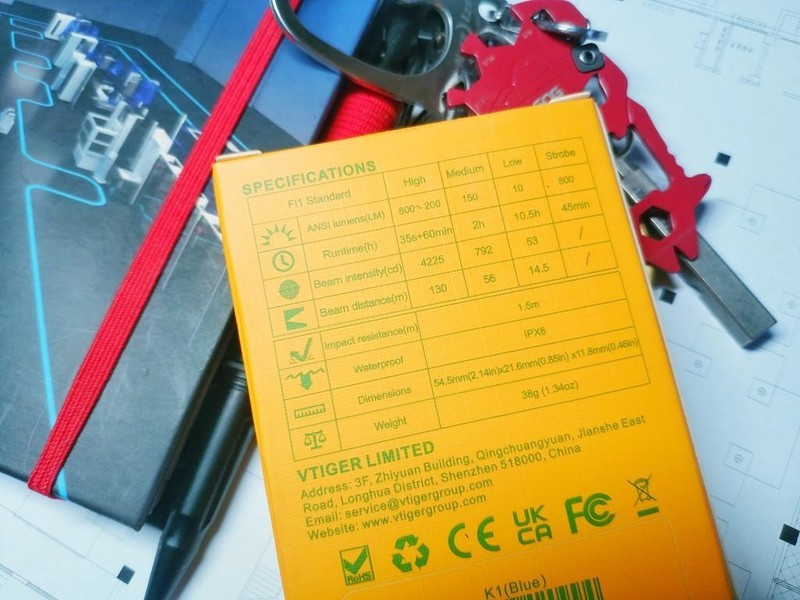 SPECIFICATIONS
Fl1 Standard High Medium Low Strobe
ANSI lumens(LM) 800~200 150 10 800
Runtime(h) 35s+60min 2h 10.5h 45min
Beam intensity(cd) 4225 792 53 /
Beam distance(m) 130 56 14.5 /
Impact resistance(m) 1.5m
Waterproof IPX6
Dimensions 54.5mm(2.14in)x21.6mm(0.85in) x11.8mm(0.46in)
Weight 38g (1.34oz)
VTIGER LIMITED
Address: 3F, Zhiyuan Building, Qingchuangyuan, Jianshe East
Road, Longhua District, Shenzhen 518000, China
Email: service@vtigergroup.com
Website: www.vtigergroup.com
RoHS CE UK CA FC
K1(Blue)